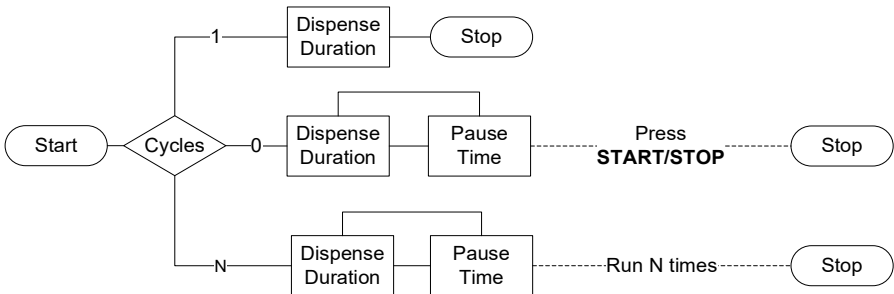 1
Dispense
Duration
Stop
Start
Cycles
0
Dispense
Duration
Pause
Time
Press
START/STOP
Stop
N
Dispense
Duration
Pause
Time
Run N times
Stop